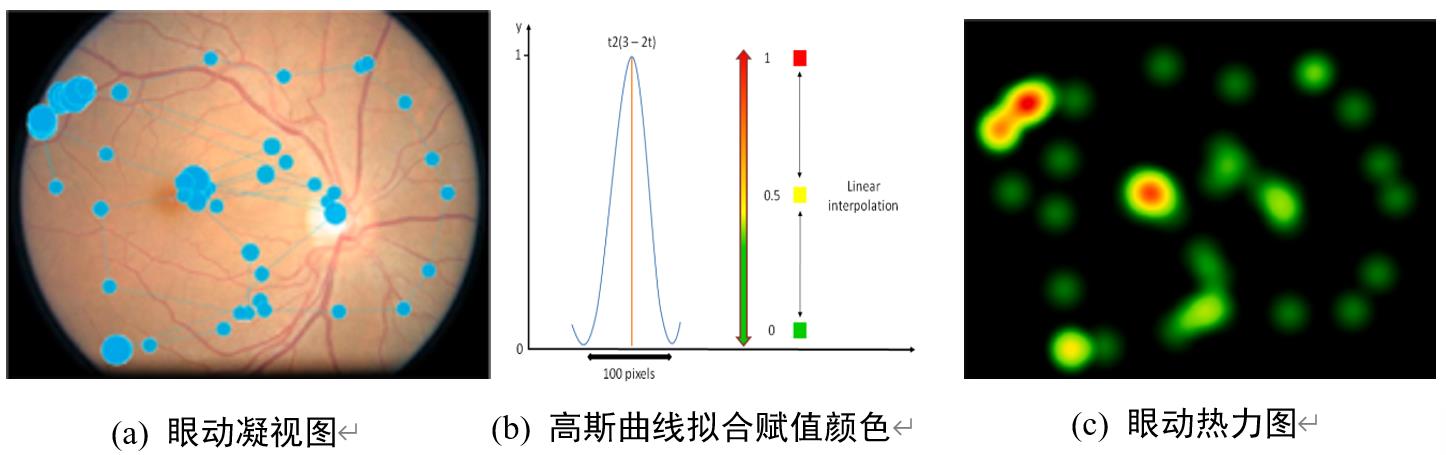 y
t2(3 – 2t)
1
1
0.5
Linear
interpolation
0
0
100 pixels
(a) 眼动凝视图↵
(b) 高斯曲线拟合赋值颜色↵
(c) 眼动热力图↵